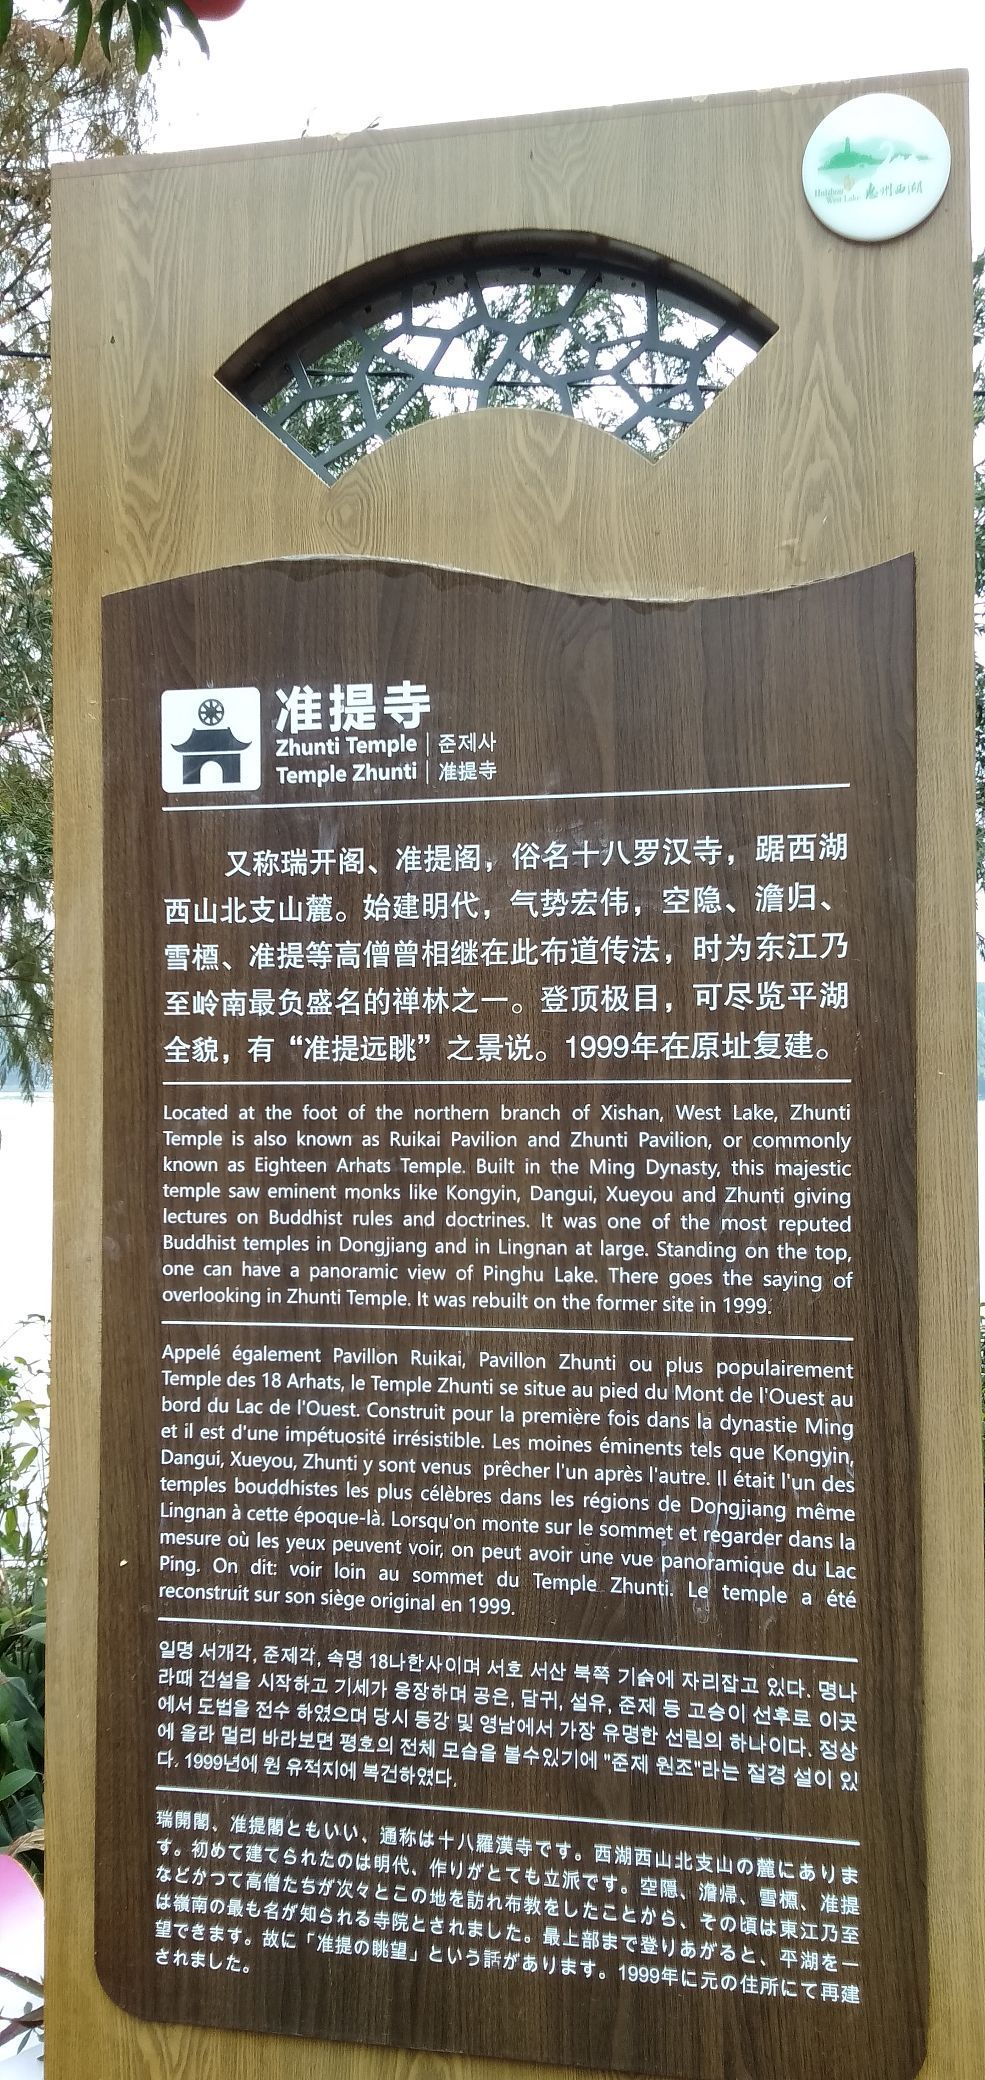 Huizhou
West Lake 惠州西湖
准提寺
Zhunti Temple | 준제사
Temple Zhunti | 准提寺
又称瑞开阁、准提阁，俗名十八罗汉寺，踞西湖
西山北支山麓。始建明代，气势宏伟，空隐、澹归、
雪槱、准提等高僧曾相继在此布道传法，时为东江乃
至岭南最负盛名的禅林之一。登顶极目，可尽览平湖
全貌，有“准提远眺”之景说。1999年在原址复建。
Located at the foot of the northern branch of Xishan, West Lake, Zhunti
Temple is also known as Ruikai Pavilion and Zhunti Pavilion, or commonly
known as Eighteen Arhats Temple. Built in the Ming Dynasty, this majestic
temple saw eminent monks like Kongyin, Dangui, Xueyou and Zhunti giving
lectures on Buddhist rules and doctrines. It was one of the most reputed
Buddhist temples in Dongjiang and in Lingnan at large. Standing on the top,
one can have a panoramic view of Pinghu Lake. There goes the saying of
overlooking in Zhunti Temple. It was rebuilt on the former site in 1999.
Appelé également Pavillon Ruikai, Pavillon Zhunti ou plus populairement
Temple des 18 Arhats, le Temple Zhunti se situe au pied du Mont de l'Ouest au
bord du Lac de l'Ouest. Construit pour la première fois dans la dynastie Ming
et il est d'une impétuosité irrésistible. Les moines éminents tels que Kongyin,
Dangui, Xueyou, Zhunti y sont venus prêcher l'un après l'autre. Il était l'un des
temples bouddhistes les plus célèbres dans les régions de Dongjiang même
Lingnan à cette époque-là. Lorsqu'on monte sur le sommet et regarder dans la
mesure où les yeux peuvent voir, on peut avoir une vue panoramique du Lac
Ping. On dit: voir loin au sommet du Temple Zhunti. Le temple a été
reconstruit sur son siège original en 1999.
일명 서개각, 준제각, 속명 18나한사이며 서호 서산 북쪽 기슭에 자리잡고 있다. 명나
라때 건설을 시작하고 기세가 웅장하며 공은, 담귀, 설유, 준제 등 고승이 선후로 이곳
에서 도법을 전수 하였으며 당시 동강 및 영남에서 가장 유명한 선림의 하나이다. 정상
에 올라 멀리 바라보면 평호의 전체 모습을 볼수있기에 "준제 원조"라는 절경 설이 있
다. 1999년에 원 유적지에 복건하였다.
瑞開閣、准提閣ともいい、通称は十八羅漢寺です。西湖西山北支山の麓にありま
す。初めて建てられたのは明代、作りがとても立派です。空隠、澹帰、雪槱、准提
などかつて高僧たちが次々とこの地を訪れ布教をしたことから、その頃は東江乃至
は嶺南の最も名が知られる寺院とされました。最上部まで登りあがると、平湖を一
望できます。故に「准提の眺望」という話があります。1999年に元の住所にて再建
されました。